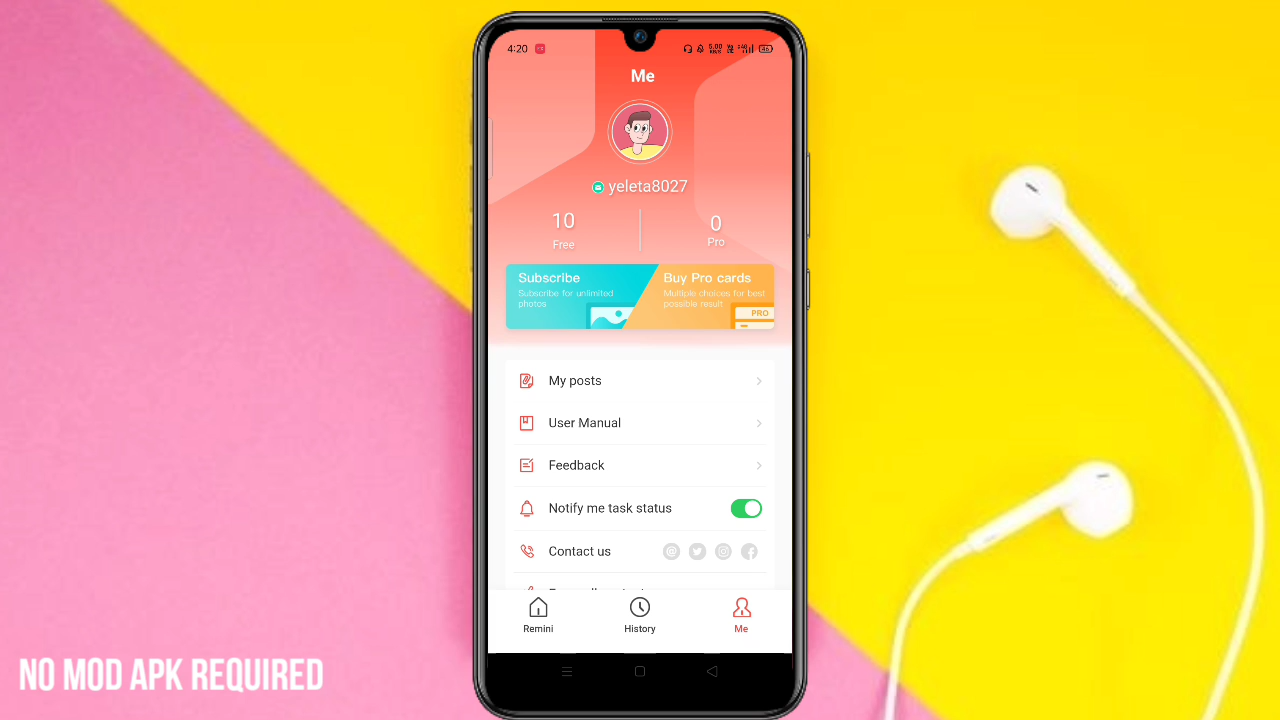 4:20
Me
yeleta8027
10
Free
0
Pro
Subscribe
Subscribe for unlimited
photos
Buy Pro cards
Multiple choices for best
possible result
PRO
My posts
User Manual
Feedback
Notify me task status
Contact us
Remini
History
Me
NO MOD APK REQUIRED